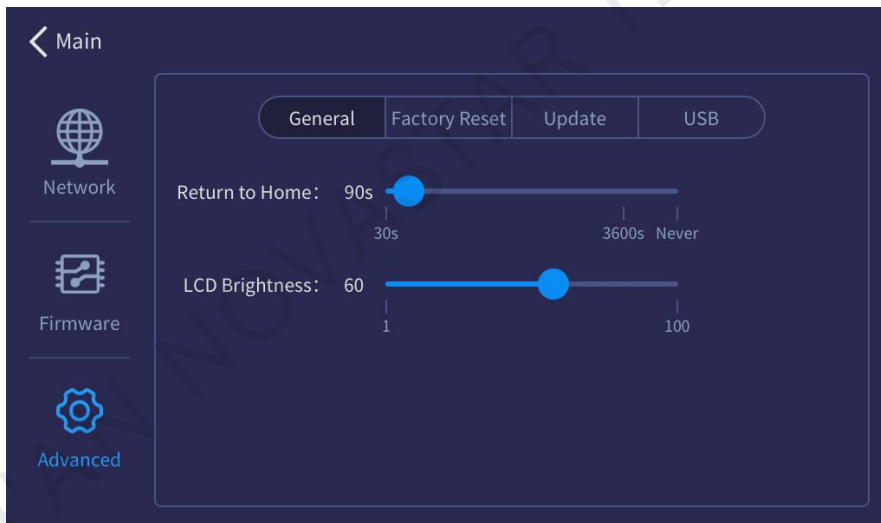 Main
General Factory Reset Update USB
Network
Return to Home: 90s
30s 3600s Never
LCD Brightness: 60
Firmware
1 100
Advanced